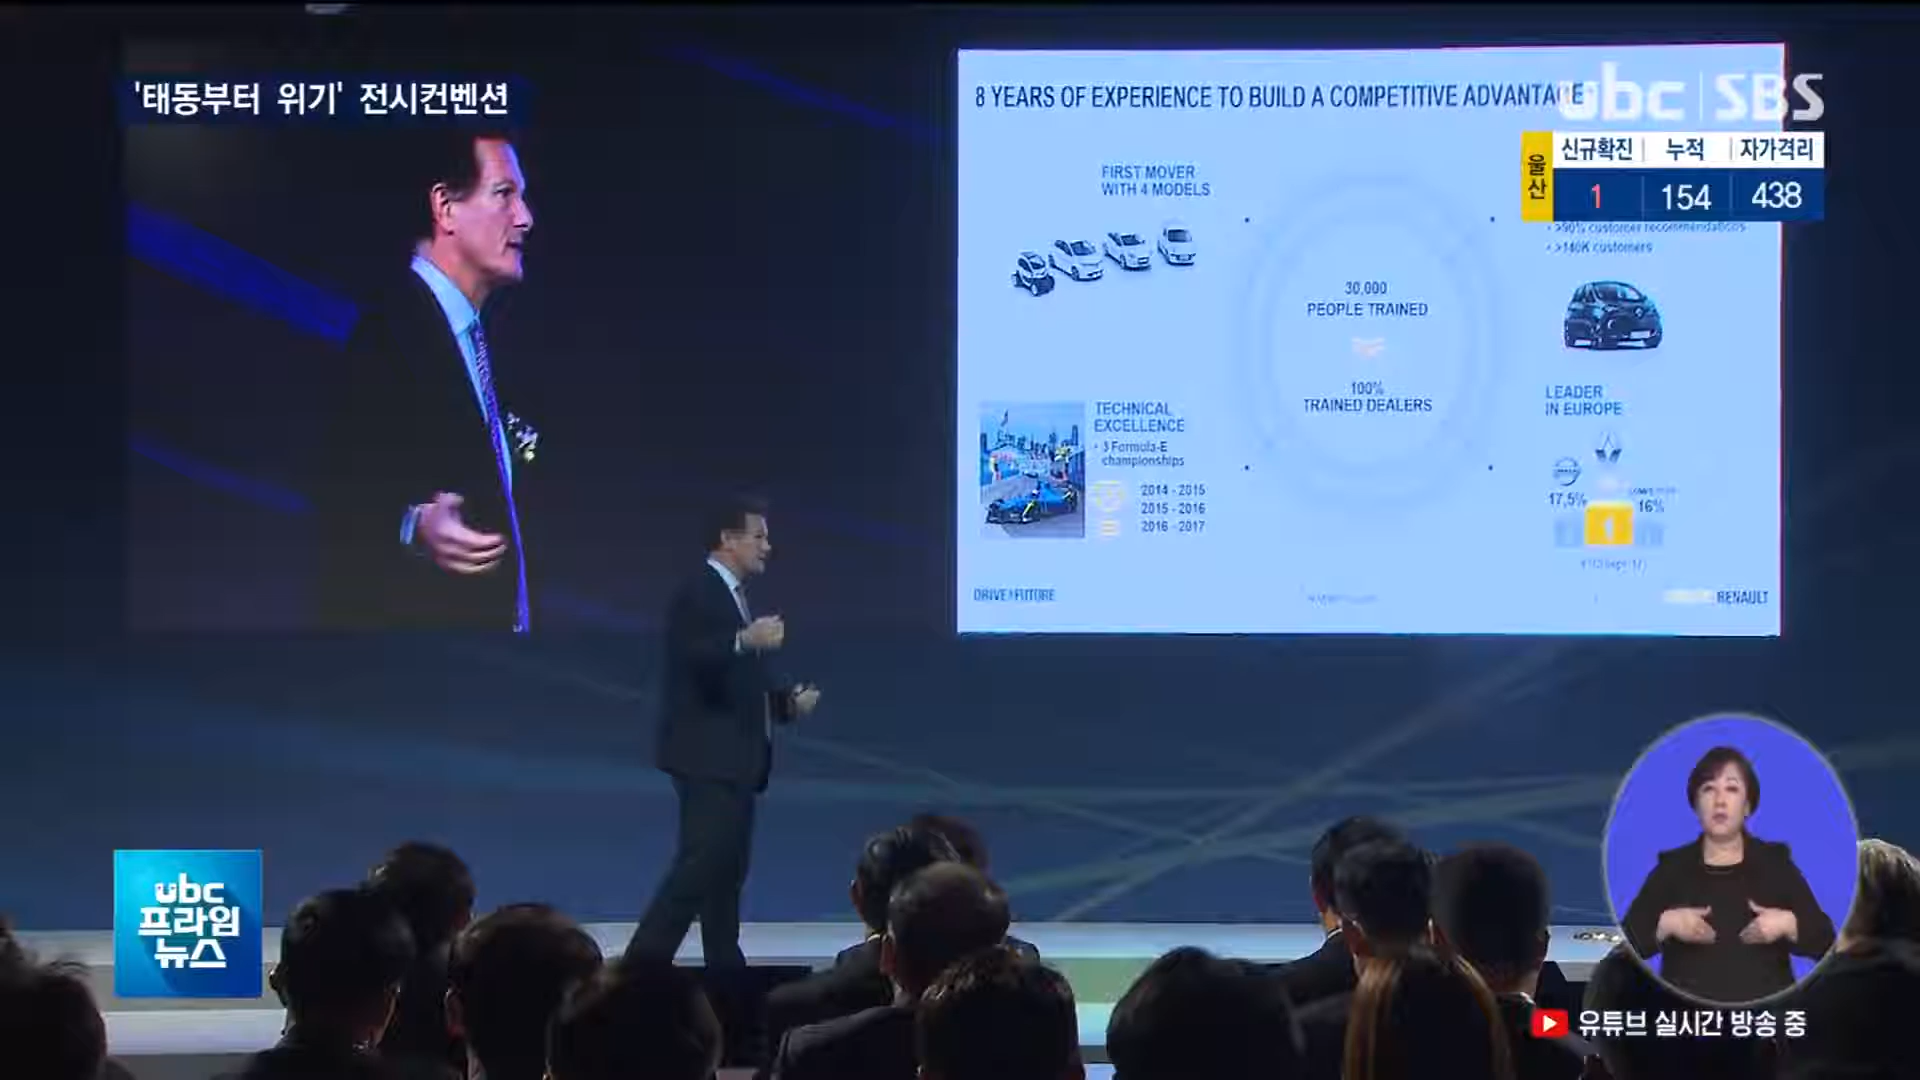 '태동부터 위기' 전시컨벤션
ubc SBS
울산
신규확진 누적 자가격리
1 154 438
8 YEARS OF EXPERIENCE TO BUILD A COMPETITIVE ADVANTAGE
FIRST MOVER
WITH 4 MODELS
>90% customer recommendations
>140K customers
30,000
PEOPLE TRAINED
100%
TRAINED DEALERS
TECHNICAL
EXCELLENCE
3 Formula-E
championships
2014 - 2015
2015 - 2016
2016 - 2017
LEADER
IN EUROPE
17,5%
16%
1
DRIVE FUTURE
RENAULT
ubc
프라임
뉴스
유튜브 실시간 방송 중